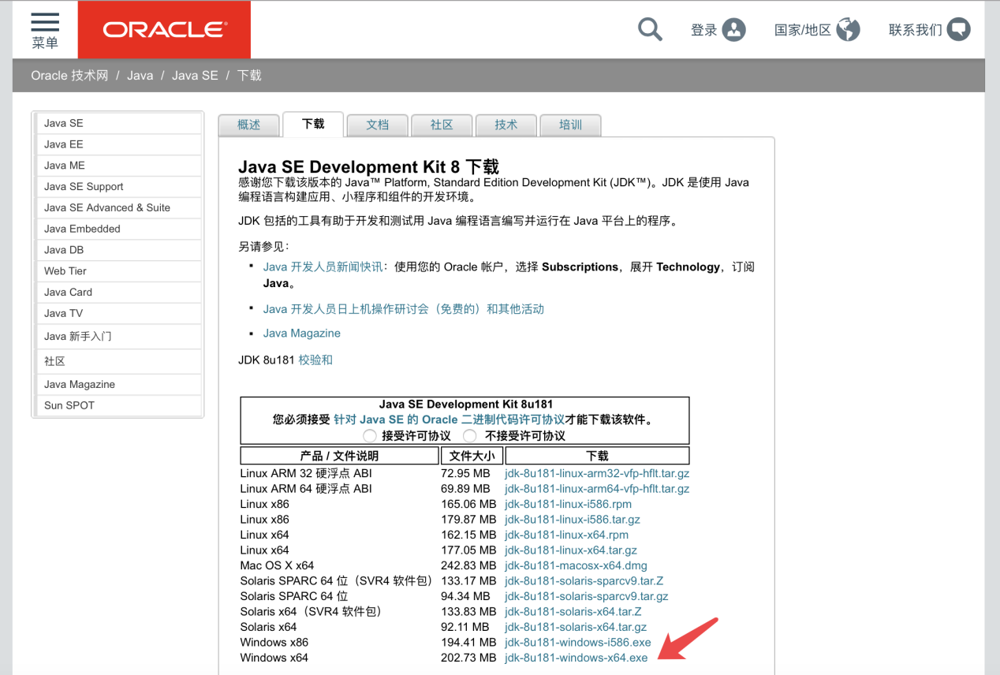 菜单
ORACLE
登录
国家/地区
联系我们
Oracle 技术网 / Java / Java SE / 下载
Java SE
Java EE
Java ME
Java SE Support
Java SE Advanced & Suite
Java Embedded
Java DB
Web Tier
Java Card
Java TV
Java 新手入门
社区
Java Magazine
Sun SPOT
概述 下载 文档 社区 技术 培训
Java SE Development Kit 8 下载
感谢您下载该版本的 Java™ Platform, Standard Edition Development Kit (JDK™)。JDK 是使用 Java
编程语言构建应用、小程序和组件的开发环境。
JDK 包括的工具有助于开发和测试用 Java 编程语言编写并运行在 Java 平台上的程序。
另请参见：
▪ Java 开发人员新闻快讯：使用您的 Oracle 帐户，选择 Subscriptions，展开 Technology，订阅
Java。
▪ Java 开发人员日上机操作研讨会（免费的）和其他活动
▪ Java Magazine
JDK 8u181 校验和
Java SE Development Kit 8u181
您必须接受 针对 Java SE 的 Oracle 二进制代码许可协议才能下载该软件。
接受许可协议 不接受许可协议
产品 / 文件说明 文件大小 下载
Linux ARM 32 硬浮点 ABI 72.95 MB jdk-8u181-linux-arm32-vfp-hflt.tar.gz
Linux ARM 64 硬浮点 ABI 69.89 MB jdk-8u181-linux-arm64-vfp-hflt.tar.gz
Linux x86 165.06 MB jdk-8u181-linux-i586.rpm
Linux x86 179.87 MB jdk-8u181-linux-i586.tar.gz
Linux x64 162.15 MB jdk-8u181-linux-x64.rpm
Linux x64 177.05 MB jdk-8u181-linux-x64.tar.gz
Mac OS X x64 242.83 MB jdk-8u181-macosx-x64.dmg
Solaris SPARC 64 位（SVR4 软件包） 133.17 MB jdk-8u181-solaris-sparcv9.tar.Z
Solaris SPARC 64 位 94.34 MB jdk-8u181-solaris-sparcv9.tar.gz
Solaris x64（SVR4 软件包） 133.83 MB jdk-8u181-solaris-x64.tar.Z
Solaris x64 92.11 MB jdk-8u181-solaris-x64.tar.gz
Windows x86 194.41 MB jdk-8u181-windows-i586.exe
Windows x64 202.73 MB jdk-8u181-windows-x64.exe